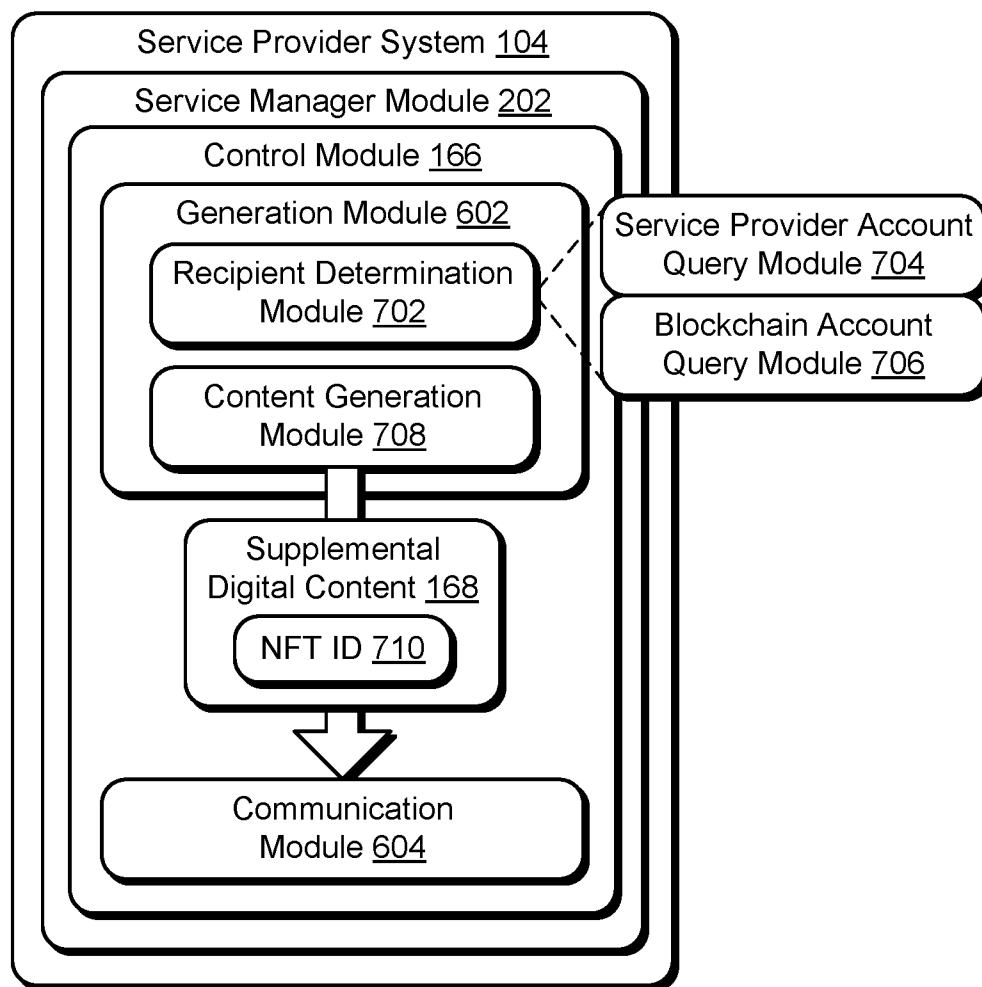 Service Provider System 104
Service Manager Module 202
Control Module 166
Generation Module 602
Recipient Determination
Module 702
Service Provider Account
Query Module 704
Blockchain Account
Query Module 706
Content Generation
Module 708
Supplemental
Digital Content 168
NFT ID 710
Communication
Module 604